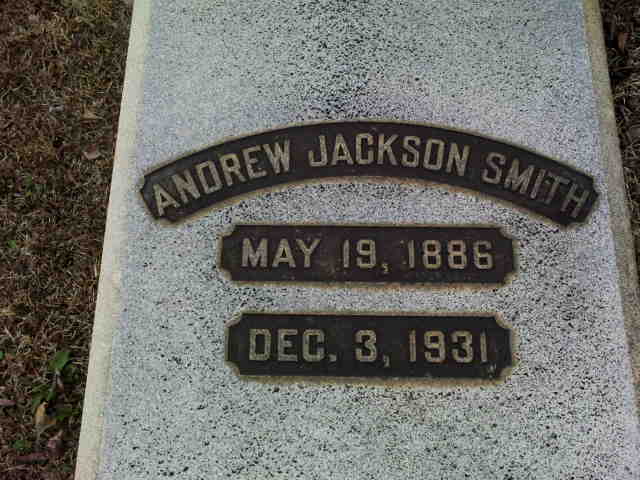 ANDREW JACKSON SMITH
MAY 19, 1886
DEC. 3, 1931